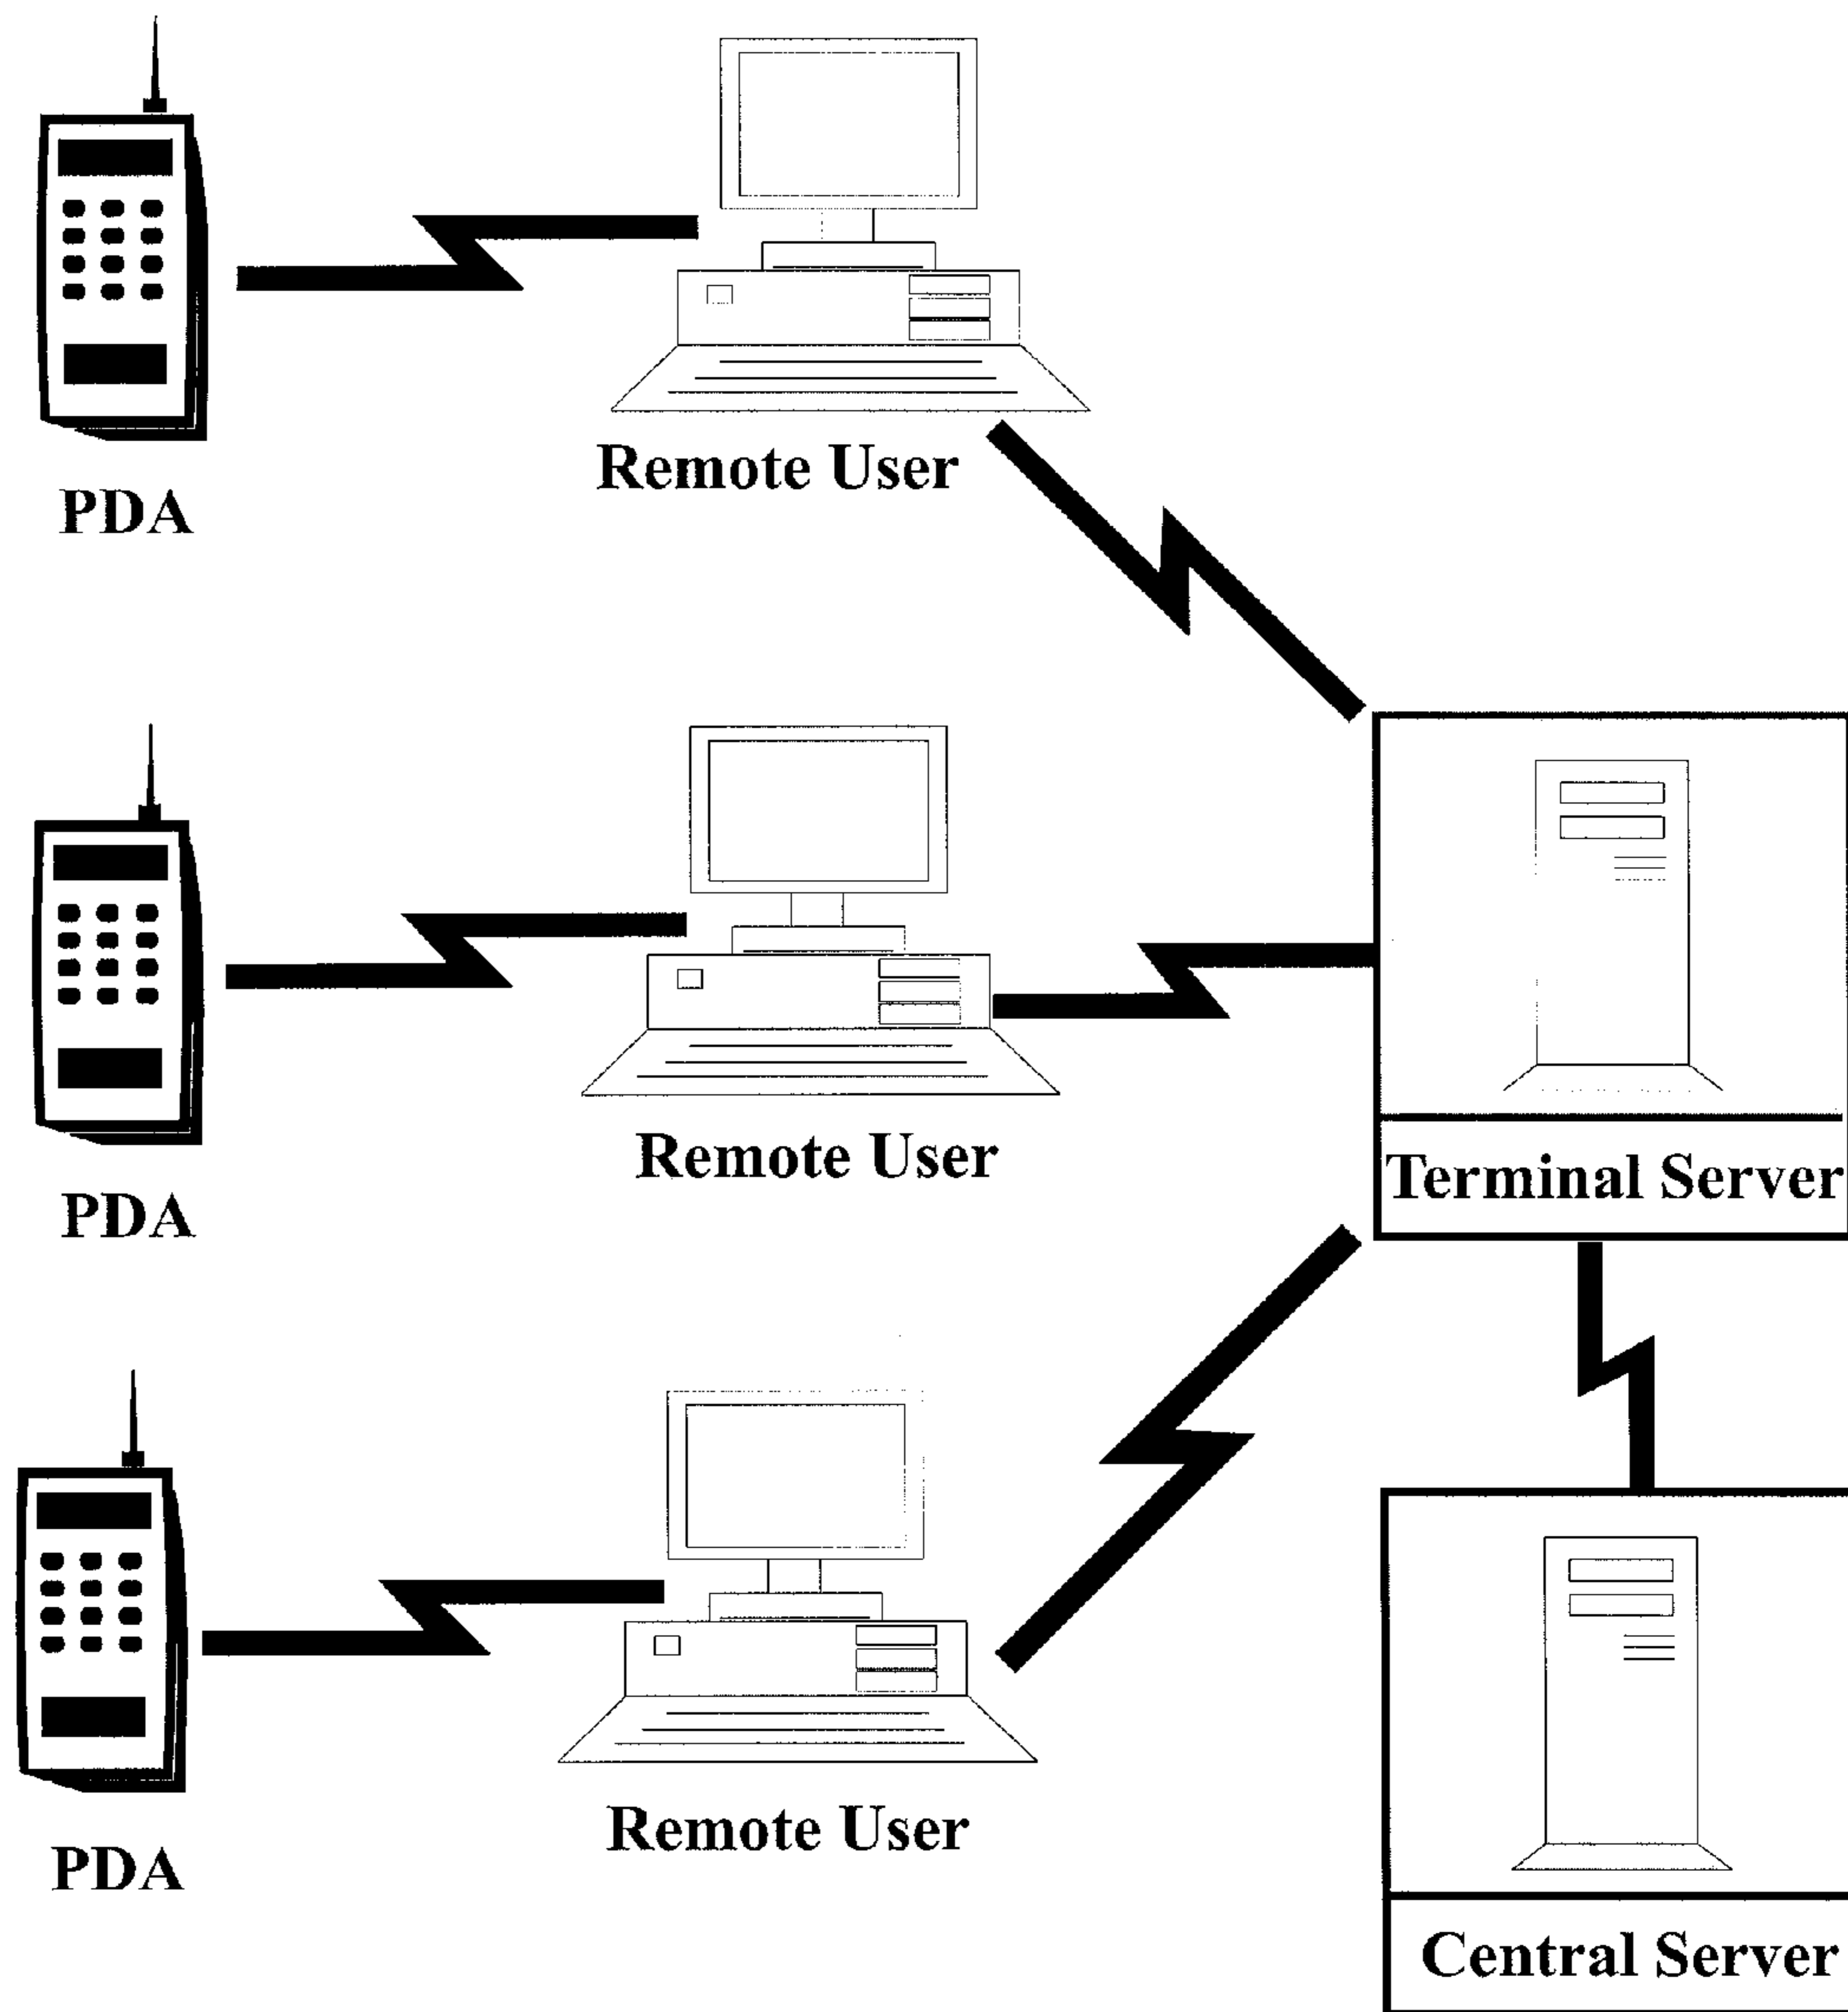 Remote User
PDA
Remote User
Terminal Server
PDA
Remote User
PDA
Central Server